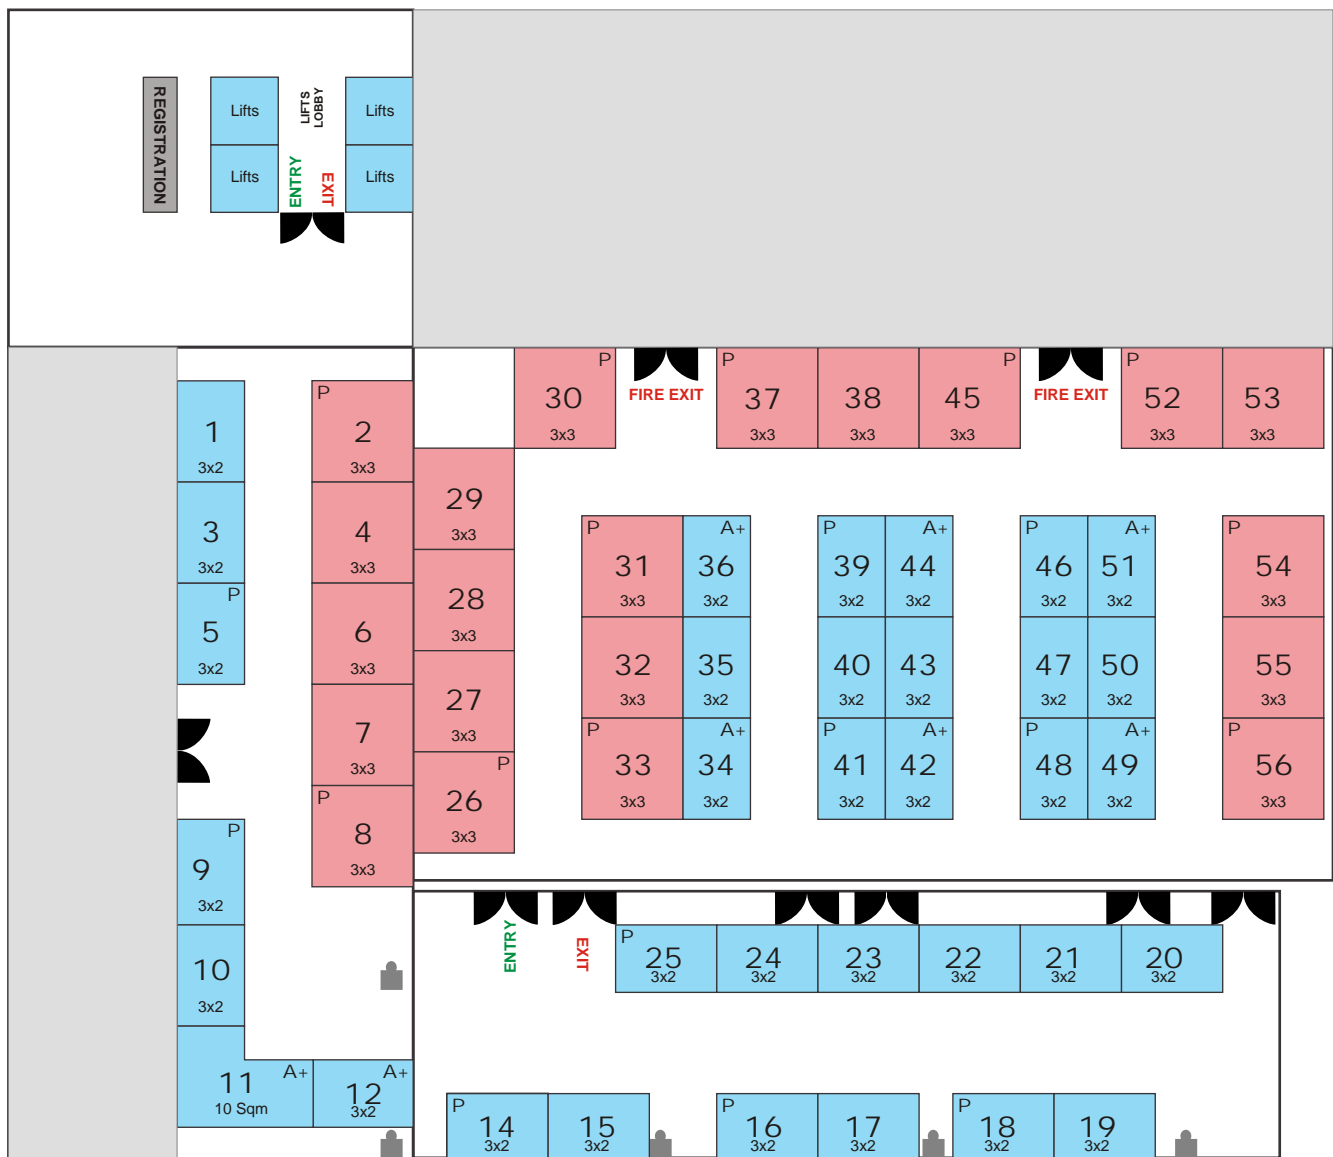 REGISTRATION
Lifts
LIFTS
LOBBY
Lifts
Lifts
ENTRY
EXIT
Lifts
P
30
3x3
FIRE EXIT
P
37
3x3
38
3x3
P
45
3x3
FIRE EXIT
P
52
3x3
53
3x3
1
3x2
P
2
3x3
3
3x2
4
3x3
P
5
3x2
6
3x3
7
3x3
P
8
3x3
29
3x3
28
3x3
27
3x3
P
26
3x3
P
31
3x3
A+
36
3x2
P
39
3x2
A+
44
3x2
P
46
3x2
A+
51
3x2
P
54
3x3
32
3x3
35
3x2
40
3x2
43
3x2
47
3x2
50
3x2
55
3x3
P
33
3x3
A+
34
3x2
P
41
3x2
A+
42
3x2
P
48
3x2
A+
49
3x2
56
3x3
P
9
3x2
10
3x2
11
A+
10 Sqm
A+
12
3x2
ENTRY
EXIT
P
25
3x2
24
3x2
23
3x2
22
3x2
21
3x2
20
3x2
P
14
3x2
15
3x2
P
16
3x2
17
3x2
P
18
3x2
19
3x2